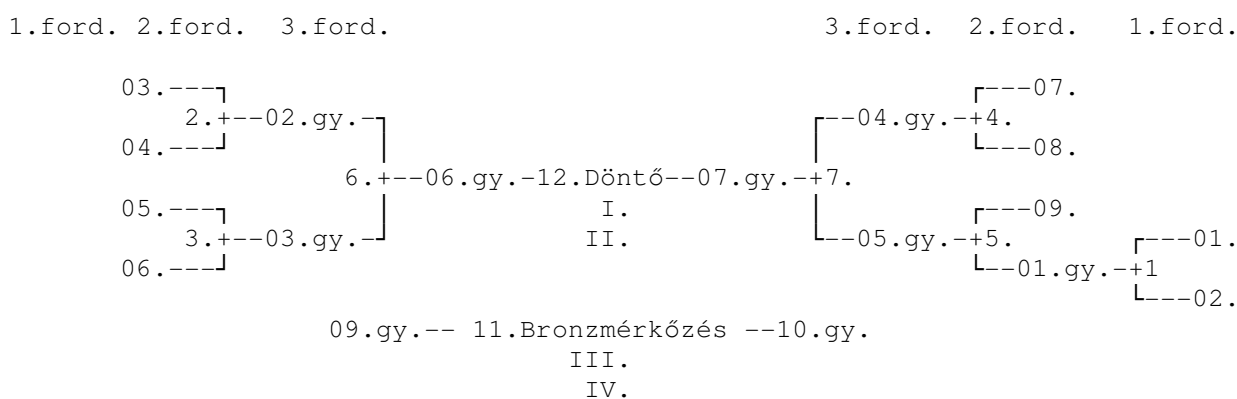 1.ford. 2.ford. 3.ford. 3.ford. 2.ford. 1.ford.
03.---┐ ┌---07.
2.+--02.gy.-┐ ┌--04.gy.-+4.
04.---┘ │ │ └---08.
6.+--06.gy.-12.Döntő--07.gy.-+7.
05.---┐ │ I. │ ┌---09.
3.+--03.gy.-┘ II. └--05.gy.-+5. ┌---01.
06.---┘ └--01.gy.-+1
└---02.
09.gy.-- 11.Bronzmérkőzés --10.gy.
III.
IV.